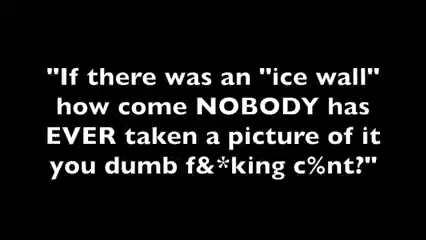 "If there was an "ice wall"
how come NOBODY has
EVER taken a picture of it
you dumb f&*king c%nt?"